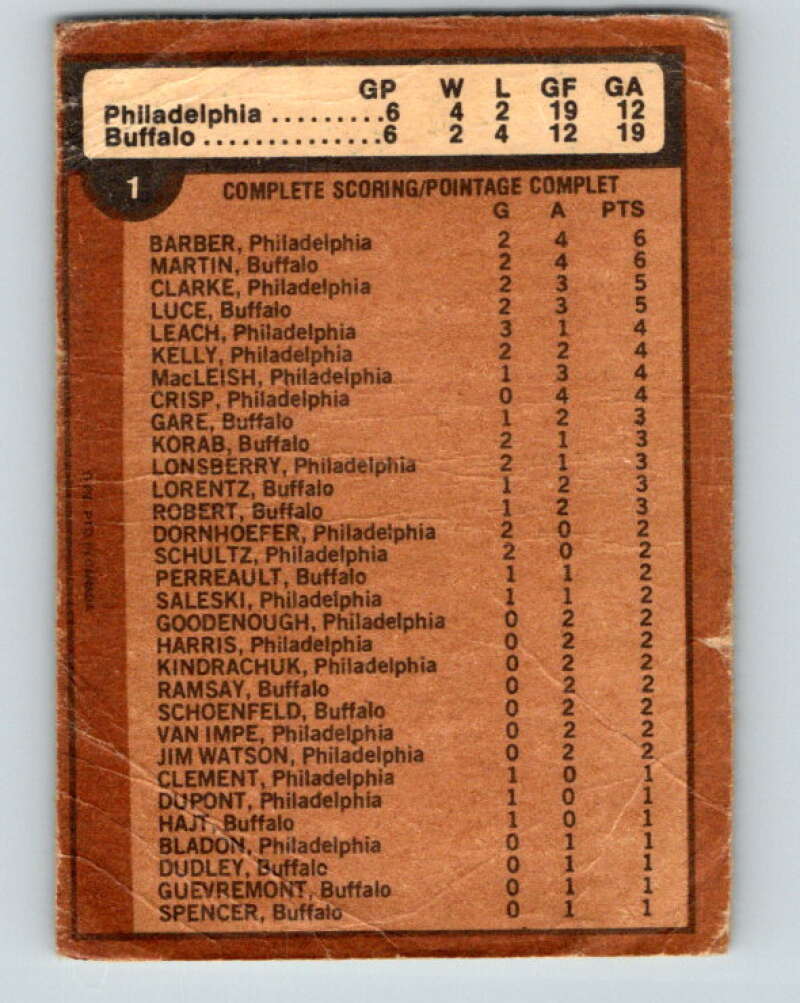 GP W L GF GA
Philadelphia .........6 4 2 19 12
Buffalo ...............6 2 4 12 19
1
COMPLETE SCORING/POINTAGE COMPLET
G A PTS
BARBER, Philadelphia 2 4 6
MARTIN, Buffalo 2 4 6
CLARKE, Philadelphia 2 3 5
LUCE, Buffalo 2 3 5
LEACH, Philadelphia 3 1 4
KELLY, Philadelphia 2 2 4
MacLEISH, Philadelphia 1 3 4
CRISP, Philadelphia 0 4 4
GARE, Buffalo 1 2 3
KORAB, Buffalo 2 1 3
LONSBERRY, Philadelphia 2 1 3
LORENTZ, Buffalo 1 2 3
ROBERT, Buffalo 1 2 3
DORNHOEFER, Philadelphia 2 0 2
SCHULTZ, Philadelphia 2 0 2
PERREAULT, Buffalo 1 1 2
SALESKI, Philadelphia 1 1 2
GOODENOUGH, Philadelphia 0 2 2
HARRIS, Philadelphia 0 2 2
KINDRACHUK, Philadelphia 0 2 2
RAMSAY, Buffalo 0 2 2
SCHOENFELD, Buffalo 0 2 2
VAN IMPE, Philadelphia 0 2 2
JIM WATSON, Philadelphia 0 2 2
CLEMENT, Philadelphia 1 0 1
DUPONT, Philadelphia 1 0 1
HAJT, Buffalo 1 0 1
BLADON, Philadelphia 0 1 1
DUDLEY, Buffalo 0 1 1
GUEVREMONT, Buffalo 0 1 1
SPENCER, Buffalo 0 1 1